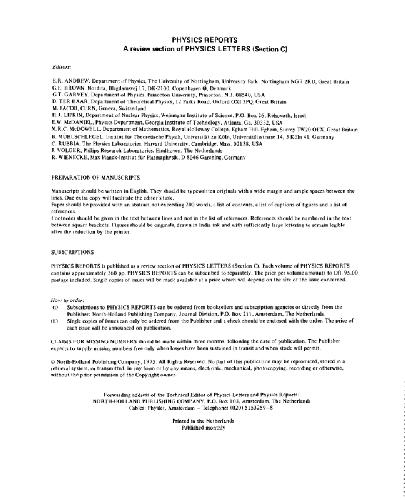 PHYSICS REPORTS
A review section of PHYSICS LETTERS (Section C)
Editors:
E.R. ANDREW, Department of Physics, The University of Nottingham, University Park, Nottingham NG7 2RD, Great Britain
G.E. BROWN, Nordita, Blegdamsvej 17, DK-2100, Copenhagen Ø, Denmark
G.T. GARVEY, Department of Physics, Princeton University, Princeton, N.J. 08540, USA
D. TER HAAR, Department of Theoretical Physics, 12 Parks Road, Oxford OX1 3PQ, Great Britain
M. JACOB, CERN, Geneva, Switzerland
H.J. LIPKIN, Department of Nuclear Physics, Weizmann Institute of Science, P.O. Box 26, Rehovoth, Israel
E.W. McDANIEL, Physics Department, Georgia Institute of Technology, Atlanta, Ga. 30332, USA
M.R.C. McDOWELL, Department of Mathematics, Royal Holloway College, Egham Hill, Egham, Surrey TW20 0EX, Great Britain
B. MÜHLSCHLEGEL, Institut für Theoretische Physik, Universität zu Köln, Universitätsstrasse 14, 5 Köln 41, Germany
C. RUBBIA, The Physics Laboratories, Harvard University, Cambridge, Mass. 02138, USA
J. VOLGER, Philips Research Laboratories, Eindhoven, The Netherlands
R. WIENECKE, Max-Planck-Institut für Plasmaphysik, D 8046 Garching, Germany
PREPARATION OF MANUSCRIPTS
Manuscripts should be written in English. They should be typewritten originals with a wide margin and ample spaces between the
lines. One extra copy will facilitate the editor's task.
Paper should be provided with an abstract not exceeding 200 words, a list of contents, a list of captions of figures and a list of
references.
Footnotes should be given in the text between lines and not in the list of references. References should be numbered in the text
between square brackets. Figures should be originals, drawn in India ink and with sufficiently large lettering to remain legible
after the reduction by the printer.
SUBSCRIPTIONS
PHYSICS REPORTS is published as a review section of PHYSICS LETTERS (Section C). Each volume of PHYSICS REPORTS
contains approximately 360 pp. PHYSICS REPORTS can be subscribed to separately. The price per volume amounts to Dfl.
postage included. Single copies of issues will be made available at a price which will depend on the size of the issue concerned.
How to order:
(i) Subscriptions to PHYSICS REPORTS can be ordered from booksellers and subscription agencies or directly from the
Publisher: North-Holland Publishing Company, Journal Division, P.O. Box 211, Amsterdam, The Netherlands.
(ii) Single copies of issues can only be ordered from the Publisher and a check should be enclosed with the order. The price of
each issue will be announced on publication.
CLAIMS FOR MISSING NUMBERS should be made within three months, following the date of publication. The Publisher
expects to supply missing numbers free only when losses have been sustained in transit and when stock will permit.
© North-Holland Publishing Company, All Rights Reserved. No part of this publication may be reproduced, stored in a
retrieval system, or transmitted, in any form or by any means, electronic, mechanical, photocopying, recording or otherwise,
without the prior permission of the Copyright owner.
Forwarding address of the Technical Editor of Physics Letters and Physics Reports:
NORTH-HOLLAND PUBLISHING COMPANY, P.O. Box 103, Amsterdam, The Netherlands
Cables: Physlet, Amsterdam – Telephone:
Printed in the Netherlands
Published monthly